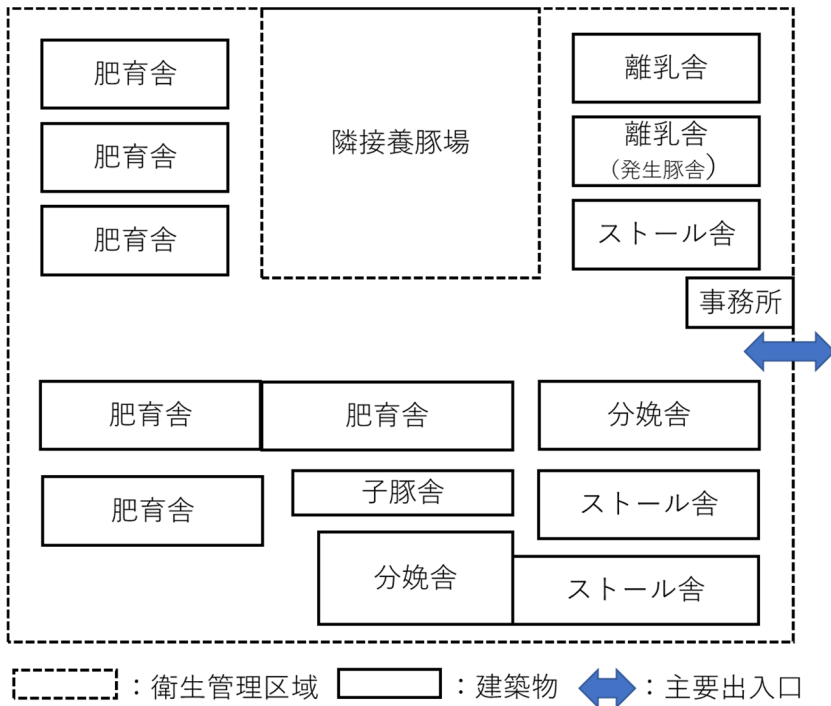 肥育舎
隣接養豚場
離乳舎
肥育舎
離乳舎
(発生豚舎)
肥育舎
ストール舎
事務所
肥育舎
肥育舎
分娩舎
肥育舎
子豚舎
ストール舎
分娩舎
ストール舎
：衛生管理区域
：建築物
：主要出入口